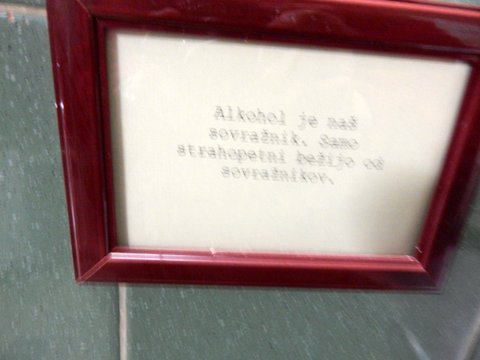 Alkohol je naš
sovražnik. Samo
strahopetni bežijo od
sovražnikov.